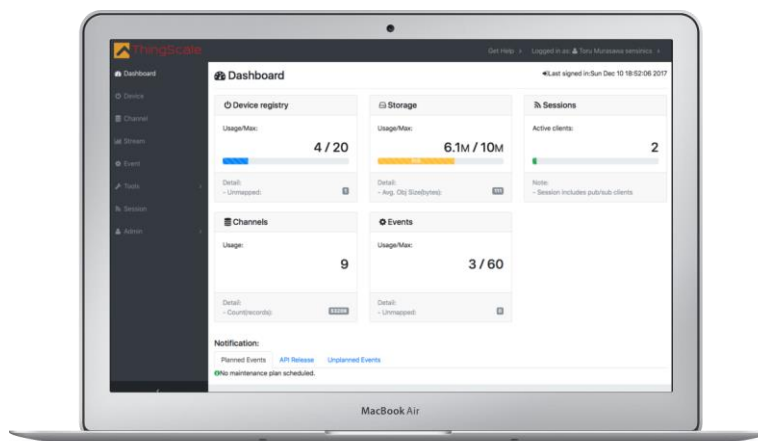 ThingScale
Get Help
Logged in as: Toru Murasawa sensinics
Dashboard
Device
Channel
Stream
Event
Tools
Session
Admin
Dashboard
Last signed in:Sun Dec 10 18:52:06 2017
Device registry
Usage/Max:
4 / 20
Detail:
- Unmapped:
Storage
Usage/Max:
6.1M / 10M
Detail:
- Avg. Obj Size(bytes):
Sessions
Active clients:
2
Note:
- Session includes pub/sub clients
Channels
Usage:
9
Detail:
- Count(records):
Events
Usage/Max:
3 / 60
Detail:
- Unmapped:
Notification:
Planned Events
API Release
Unplanned Events
No maintenance plan scheduled.
MacBook Air